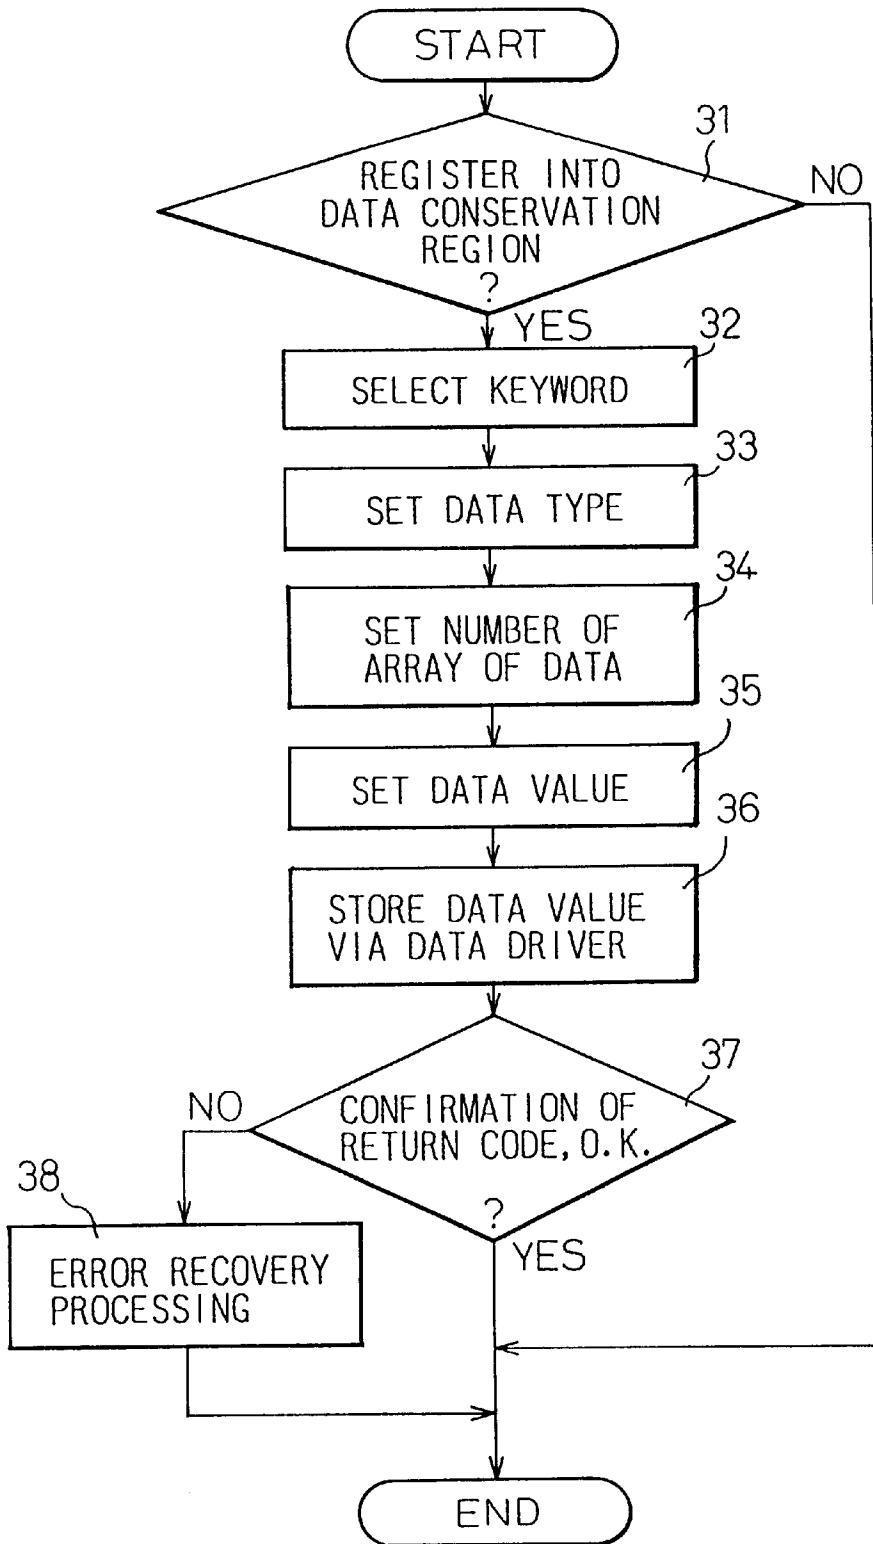 START
31
REGISTER INTO
DATA CONSERVATION
REGION
?
NO
YES
32
SELECT KEYWORD
33
SET DATA TYPE
34
SET NUMBER OF
ARRAY OF DATA
35
SET DATA VALUE
36
STORE DATA VALUE
VIA DATA DRIVER
37
CONFIRMATION OF
RETURN CODE, O.K.
?
NO
YES
38
ERROR RECOVERY
PROCESSING
END